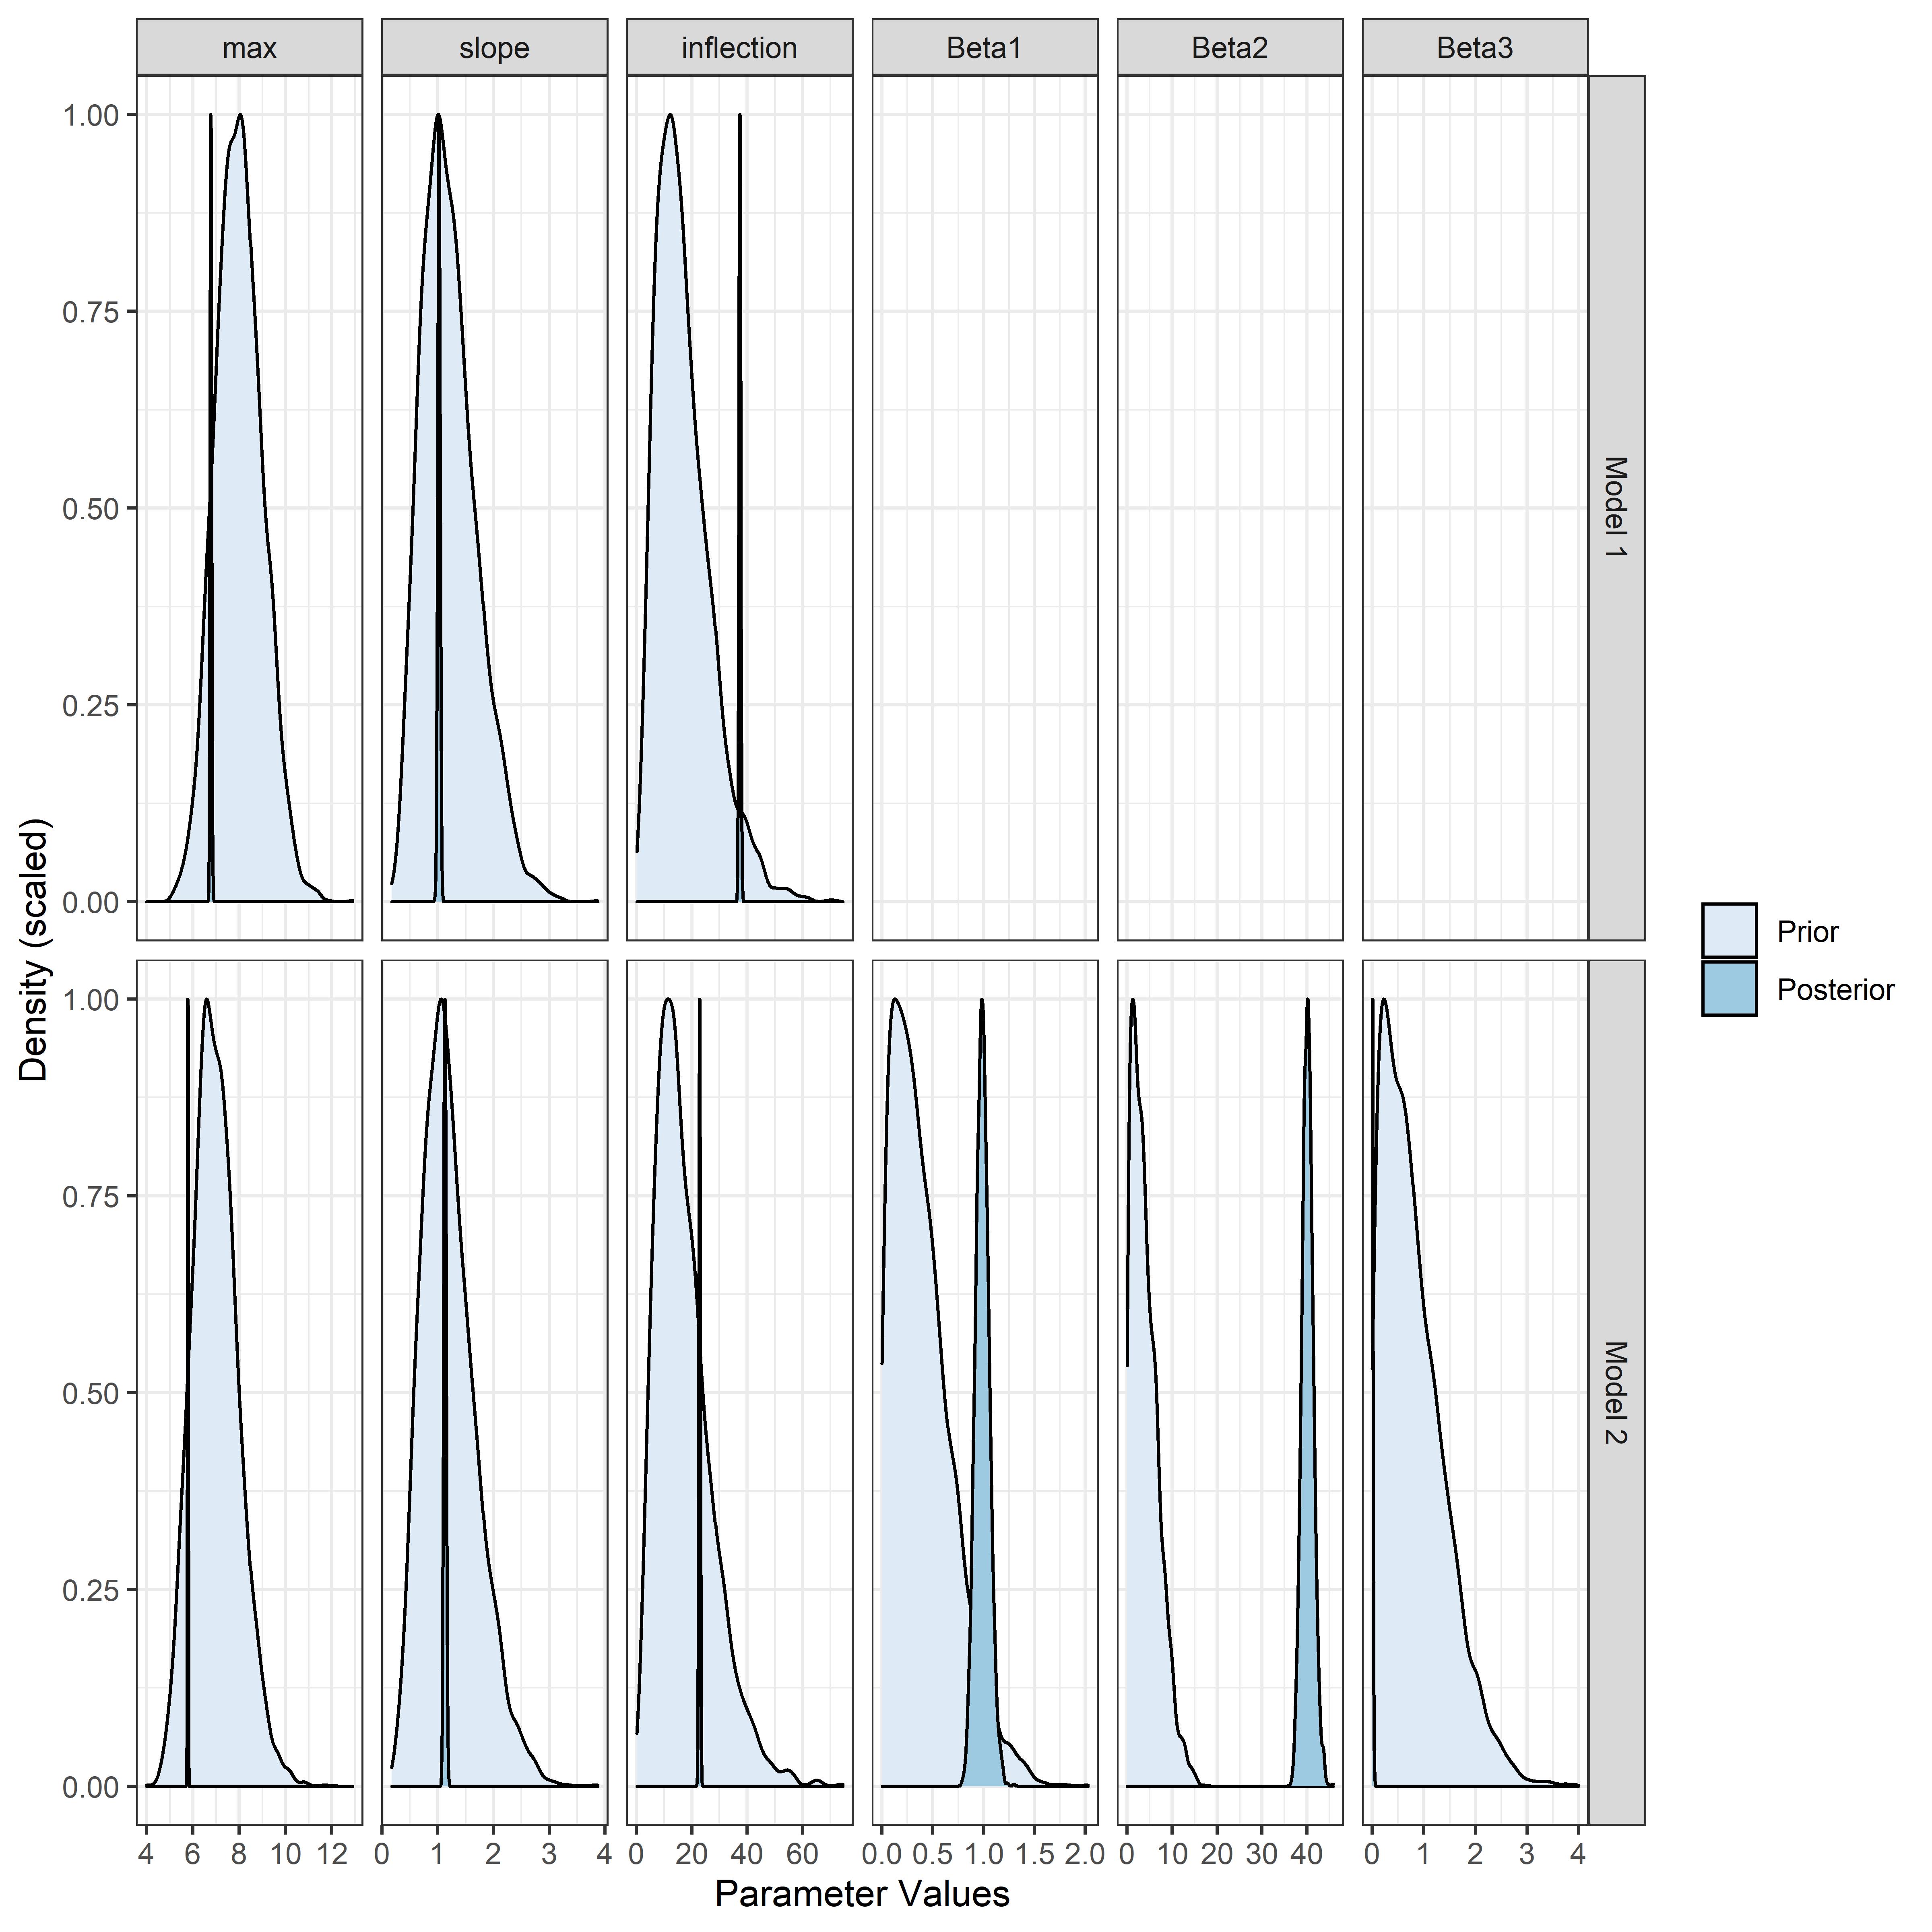 max slope inflection Beta1 Beta2 Beta3
1.00
0.75
0.50
0.25
0.00
Model 1
1.00
0.75
0.50
0.25
0.00
Model 2
Density (scaled)
4 6 8 10 12 0 1 2 3 4 0 20 40 60 0.0 0.5 1.0 1.5 2.0 0 10 20 30 40 0 1 2 3 4
Parameter Values
Prior
Posterior